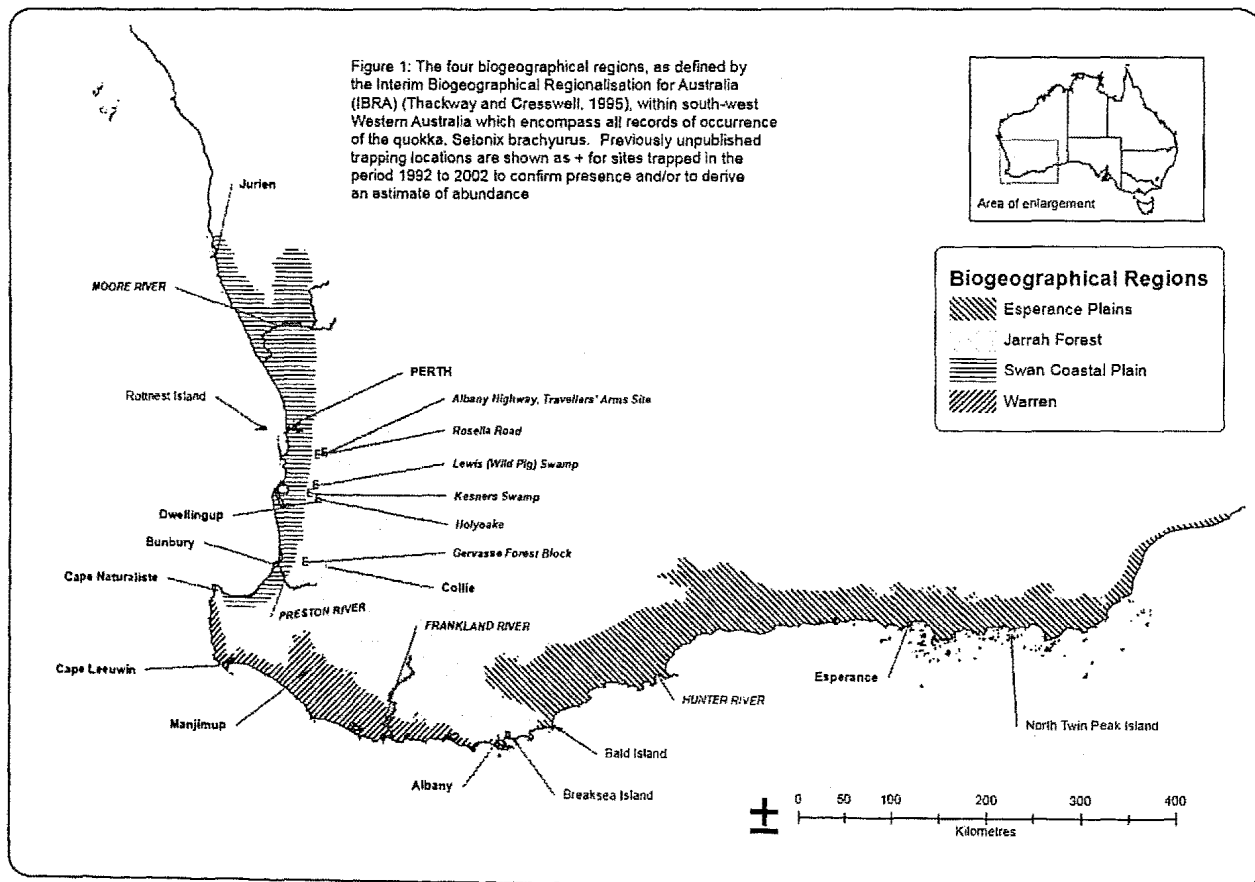 Figure 1: The four biogeographical regions, as defined by
the Interim Biogeographical Regionalisation for Australia
(IBRA) (Thackway and Cresswell, 1995), within south-west
Western Australia which encompass all records of occurrence
of the quokka, Setonix brachyurus. Previously unpublished
trapping locations are shown as + for sites trapped in the
period 1992 to 2002 to confirm presence and/or to derive
an estimate of abundance
Area of enlargement
Jurien
Biogeographical Regions
Esperance Plains
Jarrah Forest
Swan Coastal Plain
Warren
MOORE RIVER
PERTH
Rottnest Island
Albany Highway, Travellers' Arms Site
Rosella Road
E E
Lewis (Wild Pig) Swamp
E
Kesners Swamp
E
E
Dwellingup
Holyoake
Bunbury
Gervasse Forest Block
E
Cape Naturaliste
Collie
PRESTON RIVER
FRANKLAND RIVER
Cape Leeuwin
Esperance
HUNTER RIVER
Manjimup
North Twin Peak Island
Bald Island
Albany
Breaksea Island
±
0 50 100 200 300 400
Kilometres